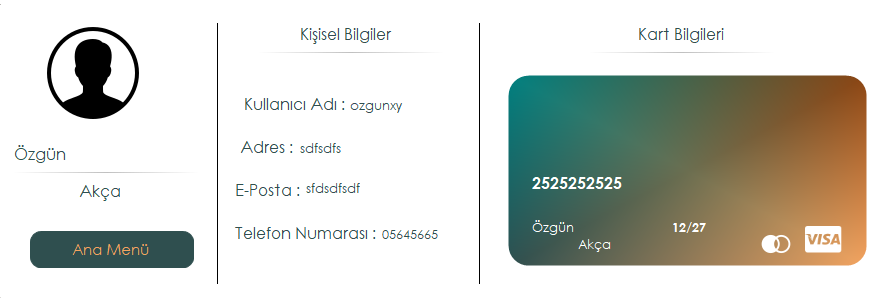 Özgün
Akça
Ana Menü
Kişisel Bilgiler
Kullanıcı Adı : ozgunxy
Adres : sdfsdfs
E-Posta : sfdsdfsdf
Telefon Numarası : 05645665
Kart Bilgileri
2525252525
Özgün 12/27
Akça
VISA